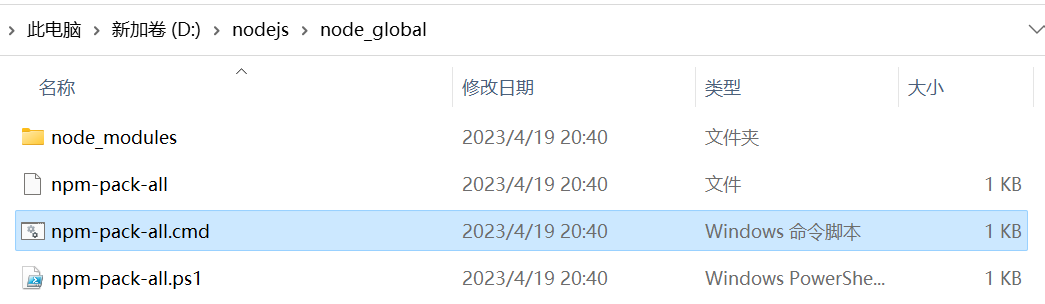 此电脑 新加卷 (D:) nodejs node_global
名称 修改日期 类型 大小
node_modules 2023/4/19 20:40 文件夹
npm-pack-all 2023/4/19 20:40 文件 1 KB
npm-pack-all.cmd 2023/4/19 20:40 Windows 命令脚本 1 KB
npm-pack-all.ps1 2023/4/19 20:40 Windows PowerShe... 1 KB